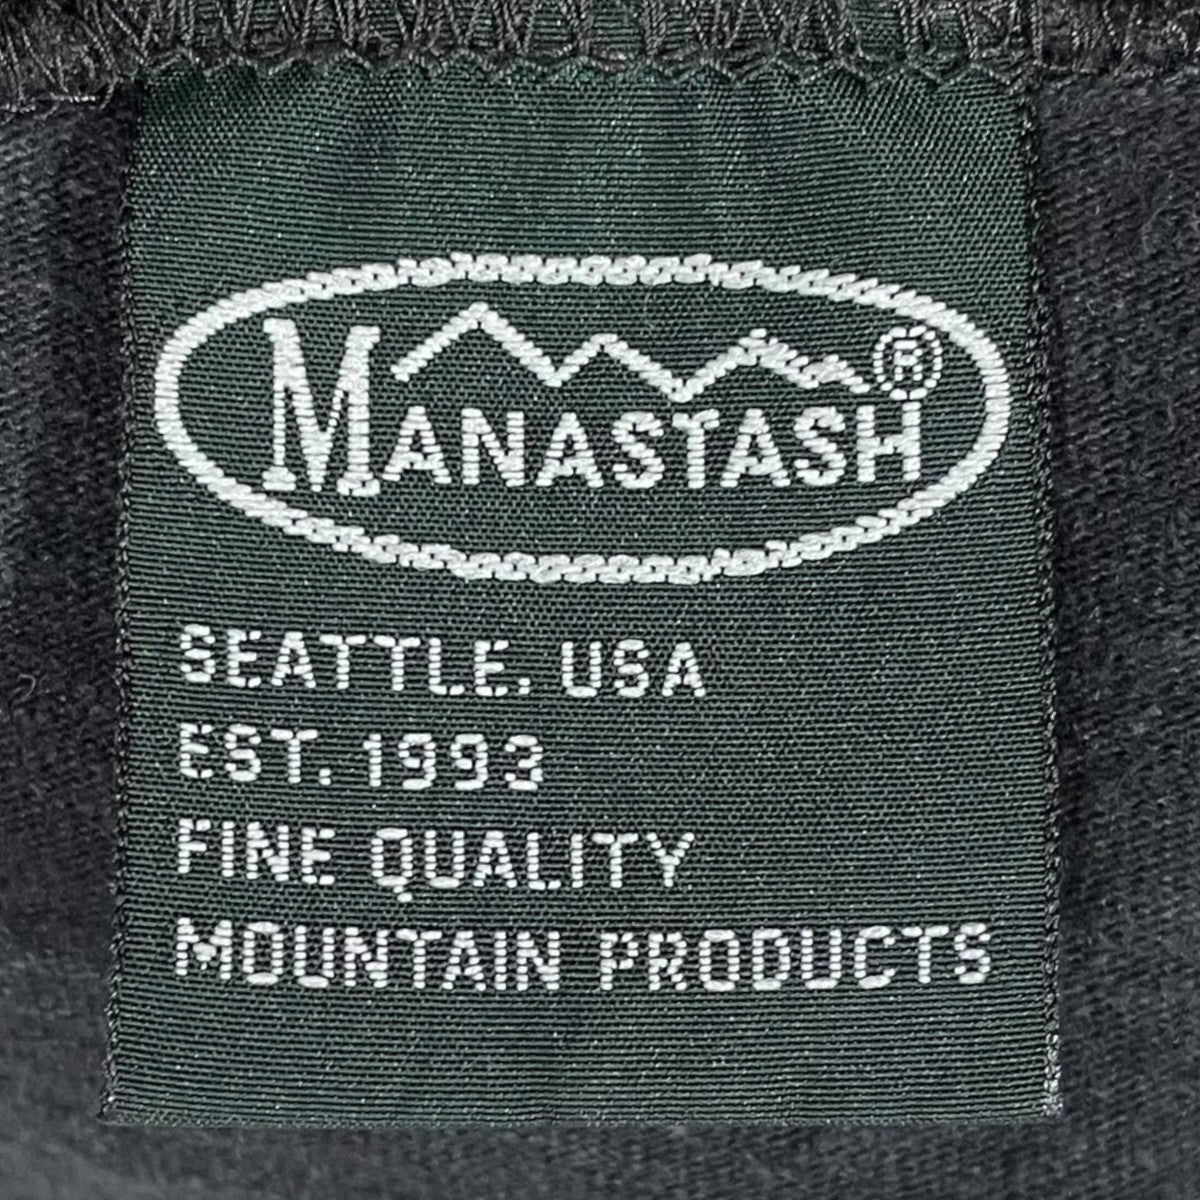 MANASTASH®
SEATTLE, USA
EST. 1993
FINE QUALITY
MOUNTAIN PRODUCTS